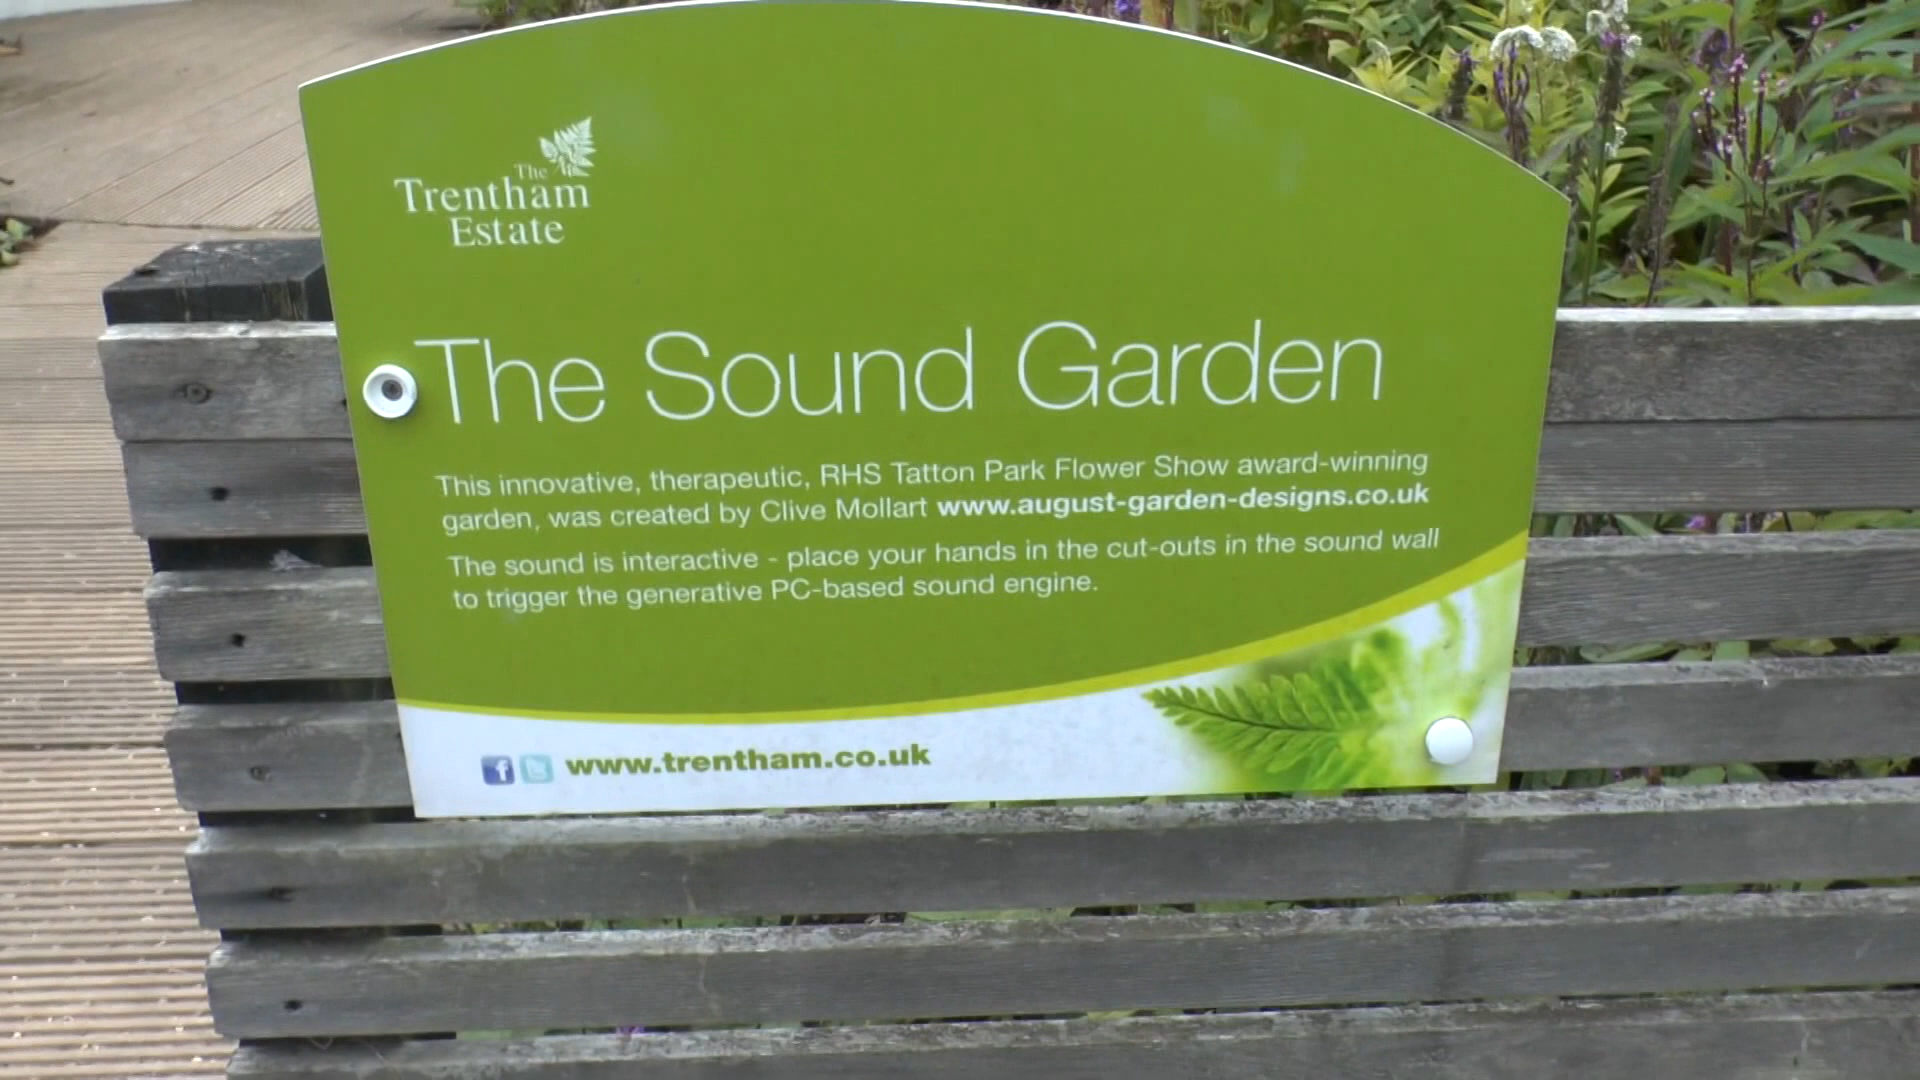 The
Trentham
Estate
The Sound Garden
This innovative, therapeutic, RHS Tatton Park Flower Show award-winning
garden, was created by Clive Mollart www.august-garden-designs.co.uk
The sound is interactive - place your hands in the cut-outs in the sound wall
to trigger the generative PC-based sound engine.
www.trentham.co.uk